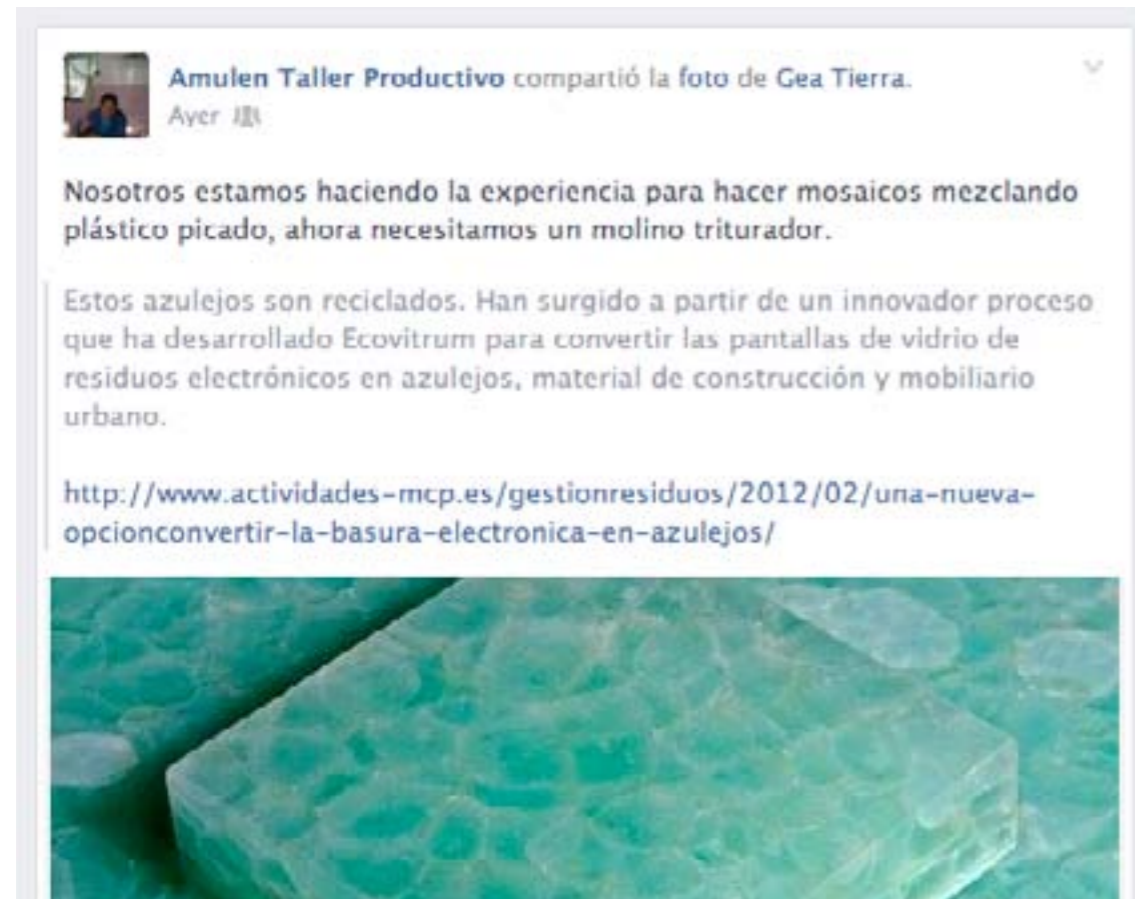 Amulen Taller Productivo compartió la foto de Gea Tierra.
Ayer
Nosotros estamos haciendo la experiencia para hacer mosaicos mezclando
plástico picado, ahora necesitamos un molino triturador.
Estos azulejos son reciclados. Han surgido a partir de un innovador proceso
que ha desarrollado Ecovitrum para convertir las pantallas de vidrio de
residuos electrónicos en azulejos, material de construcción y mobiliario
urbano.
http://www.actividades-mcp.es/gestionresiduos/2012/02/una-nueva-
opcionconvertir-la-basura-electronica-en-azulejos/